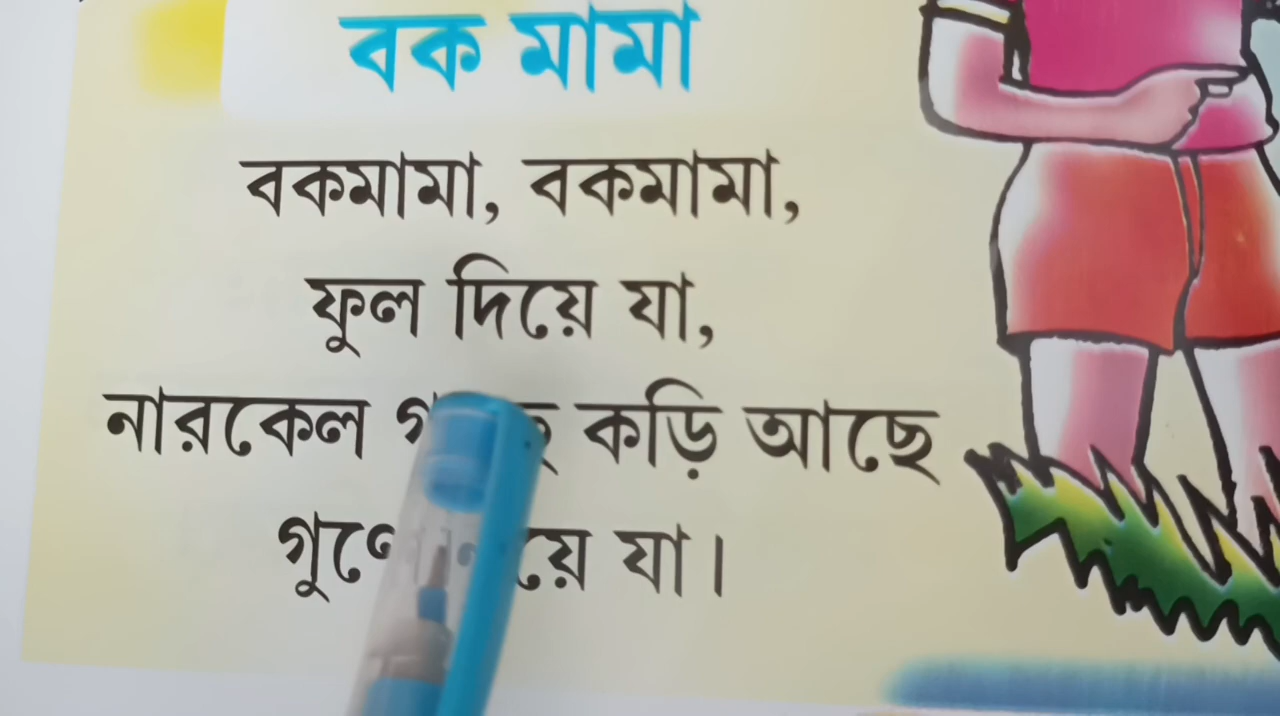 বক মামা
বকমামা, বকমামা,
ফুল দিয়ে যা,
নারকেল কড়ি আছে
যা।